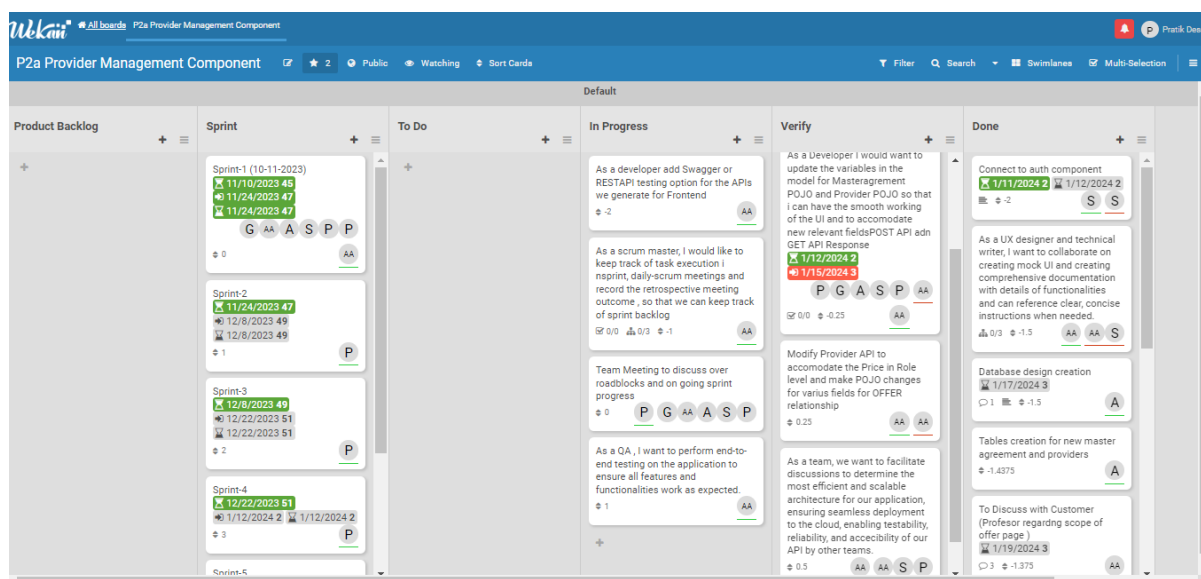 Wekan
All boards P2a Provider Management Component
P Pratik Des
P2a Provider Management Component 2 Public Watching Sort Cards
Filter Search Swimlanes Multi-Selection
Default
Product Backlog
Sprint
Sprint-1 (10-11-2023)
11/10/2023 45
11/24/2023 47
11/24/2023 47
G AA A S P P
0 AA
Sprint-2
11/24/2023 47
12/8/2023 49
12/8/2023 49
1 P
Sprint-3
12/8/2023 49
12/22/2023 51
12/22/2023 51
2 P
Sprint-4
12/22/2023 51
1/12/2024 2 1/12/2024 2
3 P
Sprint-5
To Do
In Progress
As a developer add Swagger or
RESTAPI testing option for the APIs
we generate for Frontend
-2 AA
As a scrum master, I would like to
keep track of task execution i
nsprint, daily-scrum meetings and
record the retrospective meeting
outcome , so that we can keep track
of sprint backlog
0/0 0/3 -1 AA
Team Meeting to discuss over
roadblocks and on going sprint
progress
0 P G AA A S P
As a QA , I want to perform end-to-
end testing on the application to
ensure all features and
functionalities work as expected.
1 AA
Verify
As a Developer I would want to
update the variables in the
model for Masteragrement
POJO and Provider POJO so that
i can have the smooth working
of the UI and to accomodate
new relevant fieldsPOST API adn
GET API Response
1/12/2024 2
1/15/2024 3
P G A S P AA
0/0 -0.25 AA
Modify Provider API to
accomodate the Price in Role
level and make POJO changes
for varius fields for OFFER
relationship
0.25 AA AA
As a team, we want to facilitate
discussions to determine the
most efficient and scalable
architecture for our application,
ensuring seamless deployment
to the cloud, enabling testability,
reliability, and accecibility of our
API by other teams.
0.5 AA AA S P
Done
Connect to auth component
1/11/2024 2 1/12/2024 2
-2 S S
As a UX designer and technical
writer, I want to collaborate on
creating mock UI and creating
comprehensive documentation
with details of functionalities
and can reference clear, concise
instructions when needed.
0/3 -1.5 AA AA S
Database design creation
1/17/2024 3
1 -1.5 A
Tables creation for new master
agreement and providers
-1.4375 A
To Discuss with Customer
(Profesor regardng scope of
offer page )
1/19/2024 3
3 -1.375 AA